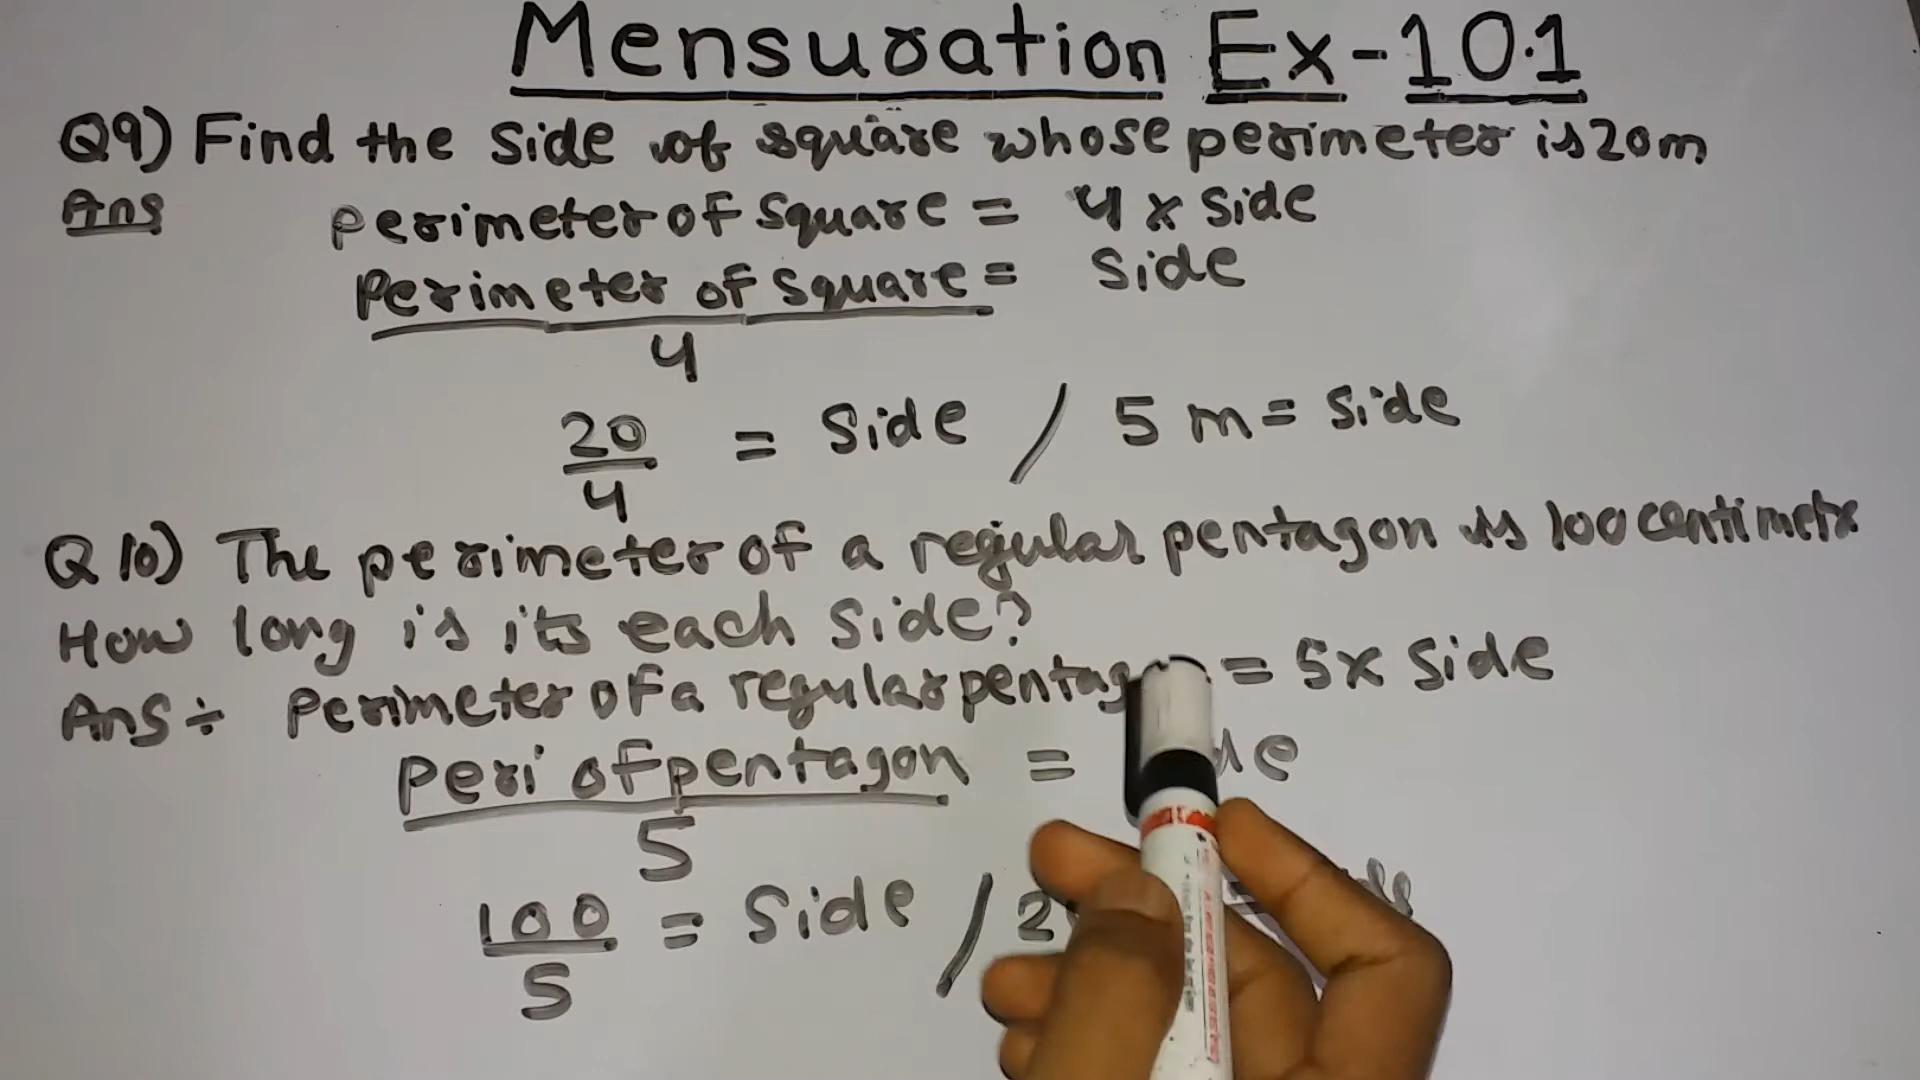 Mensuration Ex-10.1
Q9) Find the side of square whose perimeter is 20m
Ans perimeter of square = 4 x side
Perimeter of square = side
4
20 = side / 5 m = side
4
Q10) The perimeter of a regular pentagon is 100 centimetre
How long is its each side?
Ans ÷ Perimeter of a regular pentag = 5x side
peri of pentagon = de
5
100 = Side / 2 =
5